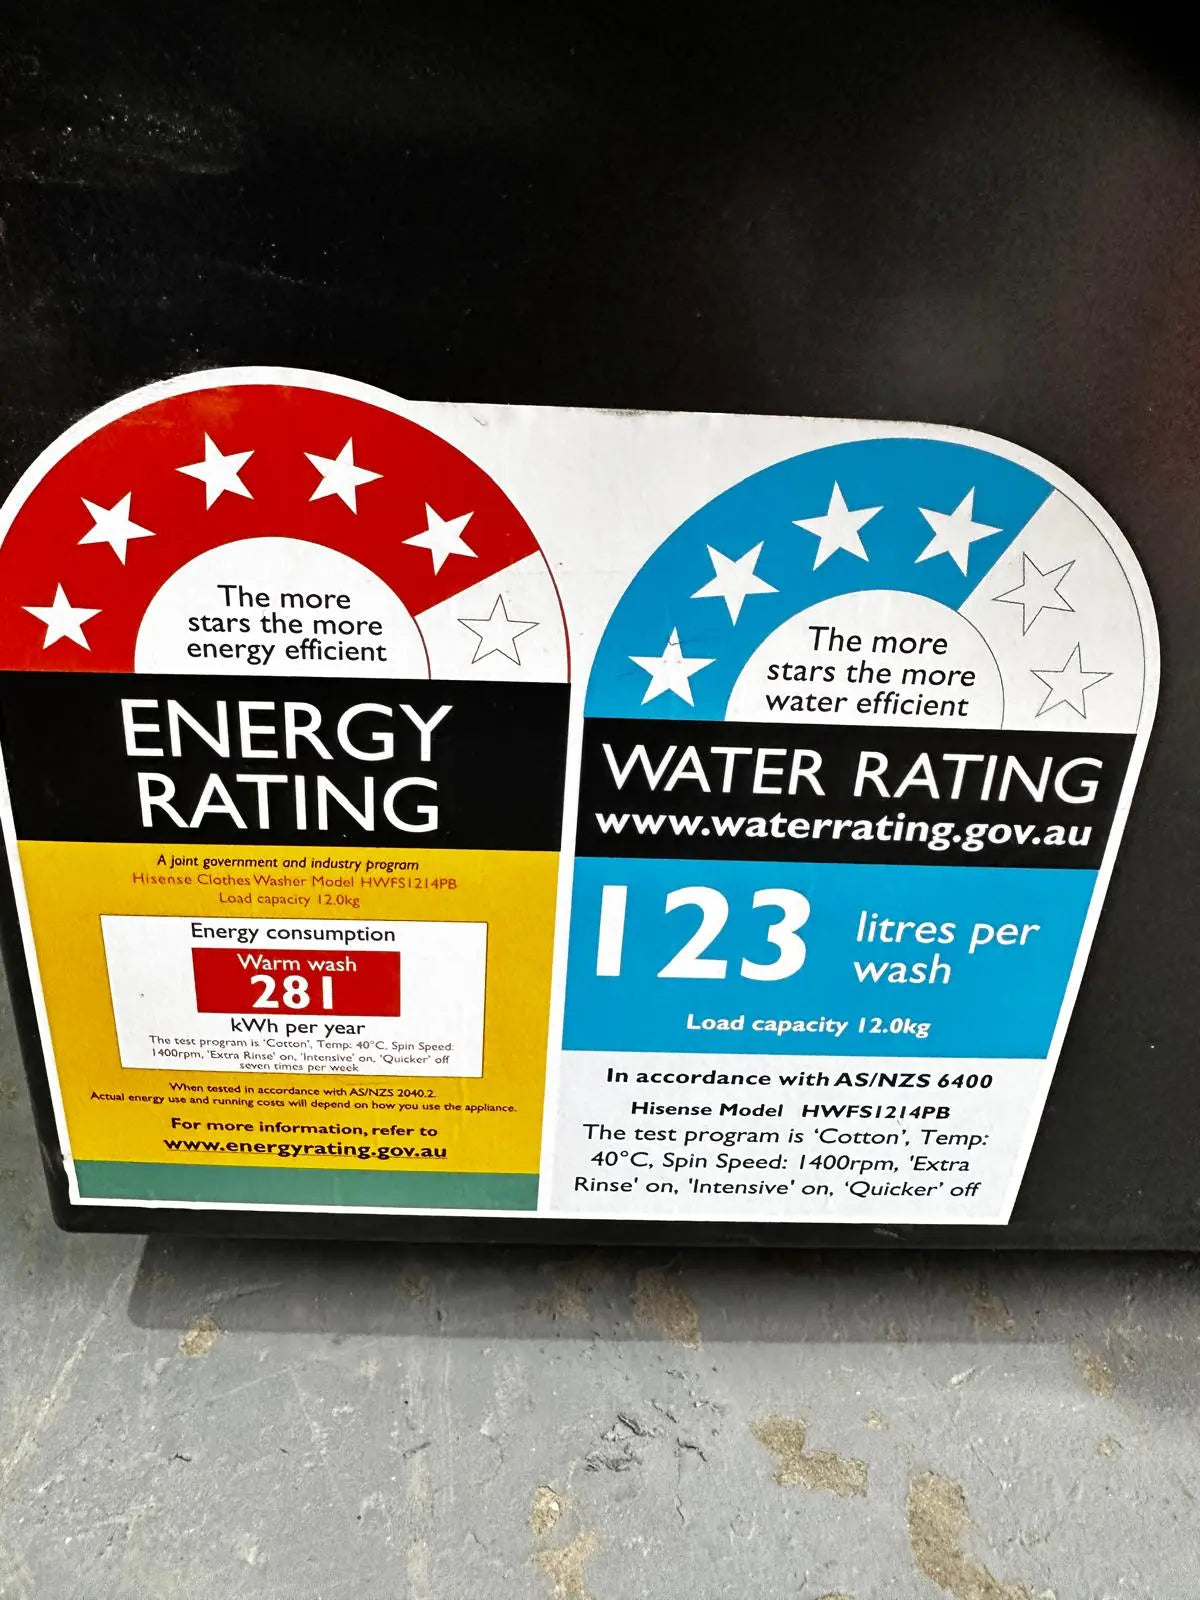 The more
stars the more
energy efficient
ENERGY
RATING
A joint government and industry program
Hisense Clothes Washer Model HWFS1214PB
Load capacity 12.0kg
Energy consumption
Warm wash
281
kWh per year
The test program is 'Cotton', Temp: 40°C, Spin Speed:
1400rpm, 'Extra Rinse' on, 'Intensive' on, 'Quicker' off
seven times per week
When tested in accordance with AS/NZS 2040.2.
Actual energy use and running costs will depend on how you use the appliance.
For more information, refer to
www.energyrating.gov.au
The more
stars the more
water efficient
WATER RATING
www.waterrating.gov.au
123 litres per
wash
Load capacity 12.0kg
In accordance with AS/NZS 6400
Hisense Model HWFS1214PB
The test program is ‘Cotton’, Temp:
40°C, Spin Speed: 1400rpm, 'Extra
Rinse' on, 'Intensive' on, ‘Quicker’ off